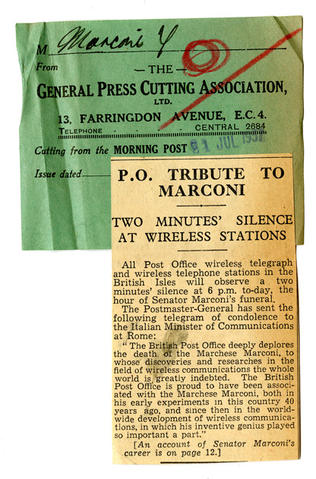 M Marconi Y
From
— THE —
GENERAL PRESS CUTTING ASSOCIATION,
LTD.
13, FARRINGDON AVENUE, E.C.4.
TELEPHONE . . . CENTRAL 2684
Cutting from the MORNING POST
Issue dated 21 JUL 193
P.O. TRIBUTE TO
MARCONI
TWO MINUTES' SILENCE
AT WIRELESS STATIONS
All Post Office wireless telegraph
and wireless telephone stations in the
British Isles will observe a two
minutes' silence at 6 p.m. to-day, the
hour of Senator Marconi's funeral.
The Postmaster-General has sent the
following telegram of condolence to
the Italian Minister of Communications
at Rome:
" The British Post Office deeply deplores
the death of the Marchese Marconi, to
whose discoveries and researches in the
field of wireless communications the whole
world is greatly indebted. The British
Post Office is proud to have been associ-
ated with the Marchese Marconi, both in
his early experiments in this country 40
years ago, and since then in the world-
wide development of wireless communica-
tions, in which his inventive genius played
so important a part."
[An account of Senator Marconi's
career is on page 12.]